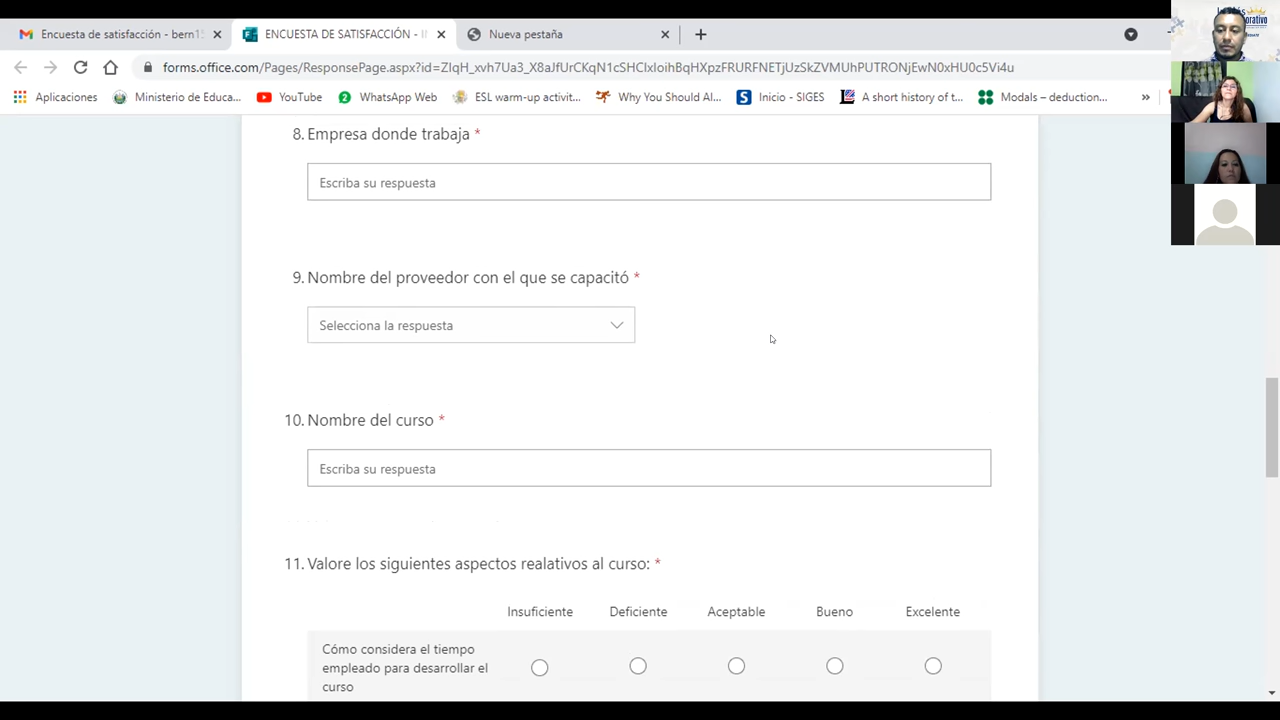 Encuesta de satisfacción - bern15
ENCUESTA DE SATISFACCIÓN - I
Nueva pestaña
forms.office.com/Pages/ResponsePage.aspx?id=
Aplicaciones
Ministerio de Educa...
YouTube
WhatsApp Web
ESL warm-up activit...
Why You Should Al...
Inicio - SIGES
A short history of t...
Modals – deduction...
»
8. Empresa donde trabaja *
Escriba su respuesta
9. Nombre del proveedor con el que se capacitó *
Selecciona la respuesta
10. Nombre del curso *
Escriba su respuesta
11. Valore los siguientes aspectos realativos al curso: *
Insuficiente Deficiente Aceptable Bueno Excelente
Cómo considera el tiempo
empleado para desarrollar el
curso